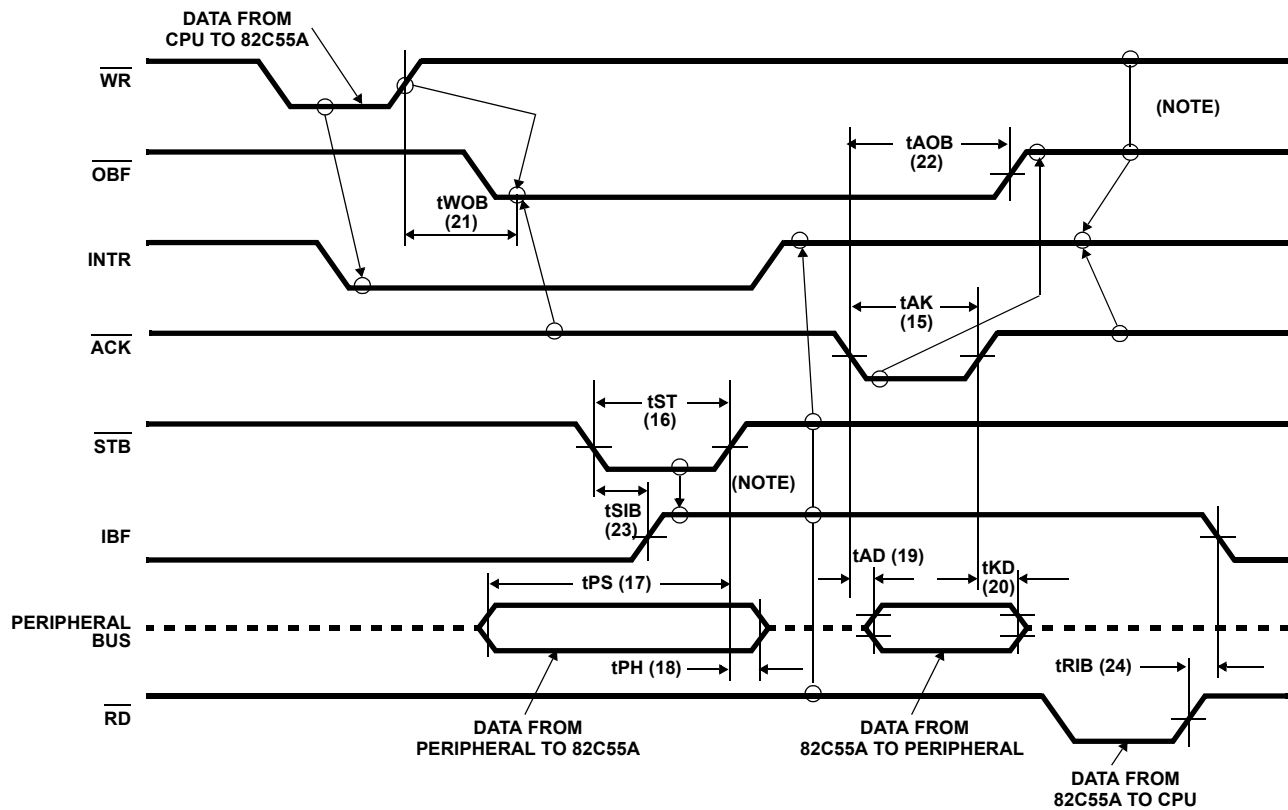 DATA FROM
CPU TO 82C55A
WR
(NOTE)
tAOB
(22)
OBF
tWOB
(21)
INTR
tAK
(15)
ACK
tST
(16)
STB
(NOTE)
tSIB
(23)
IBF
tAD (19)
tKD
(20)
tPS (17)
PERIPHERAL
BUS
tPH (18)
tRIB (24)
RD
DATA FROM
PERIPHERAL TO 82C55A
DATA FROM
82C55A TO PERIPHERAL
DATA FROM
82C55A TO CPU